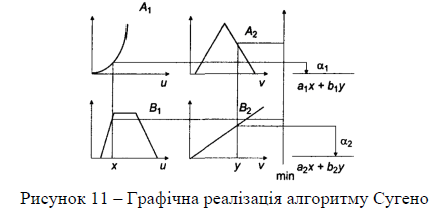 A₁
A₂
α₁
u
v
a₁x + b₁y
B₁
B₂
α₂
x
u
y
v
min
a₂x + b₂y
Рисунок 11 – Графічна реалізація алгоритму Сугено